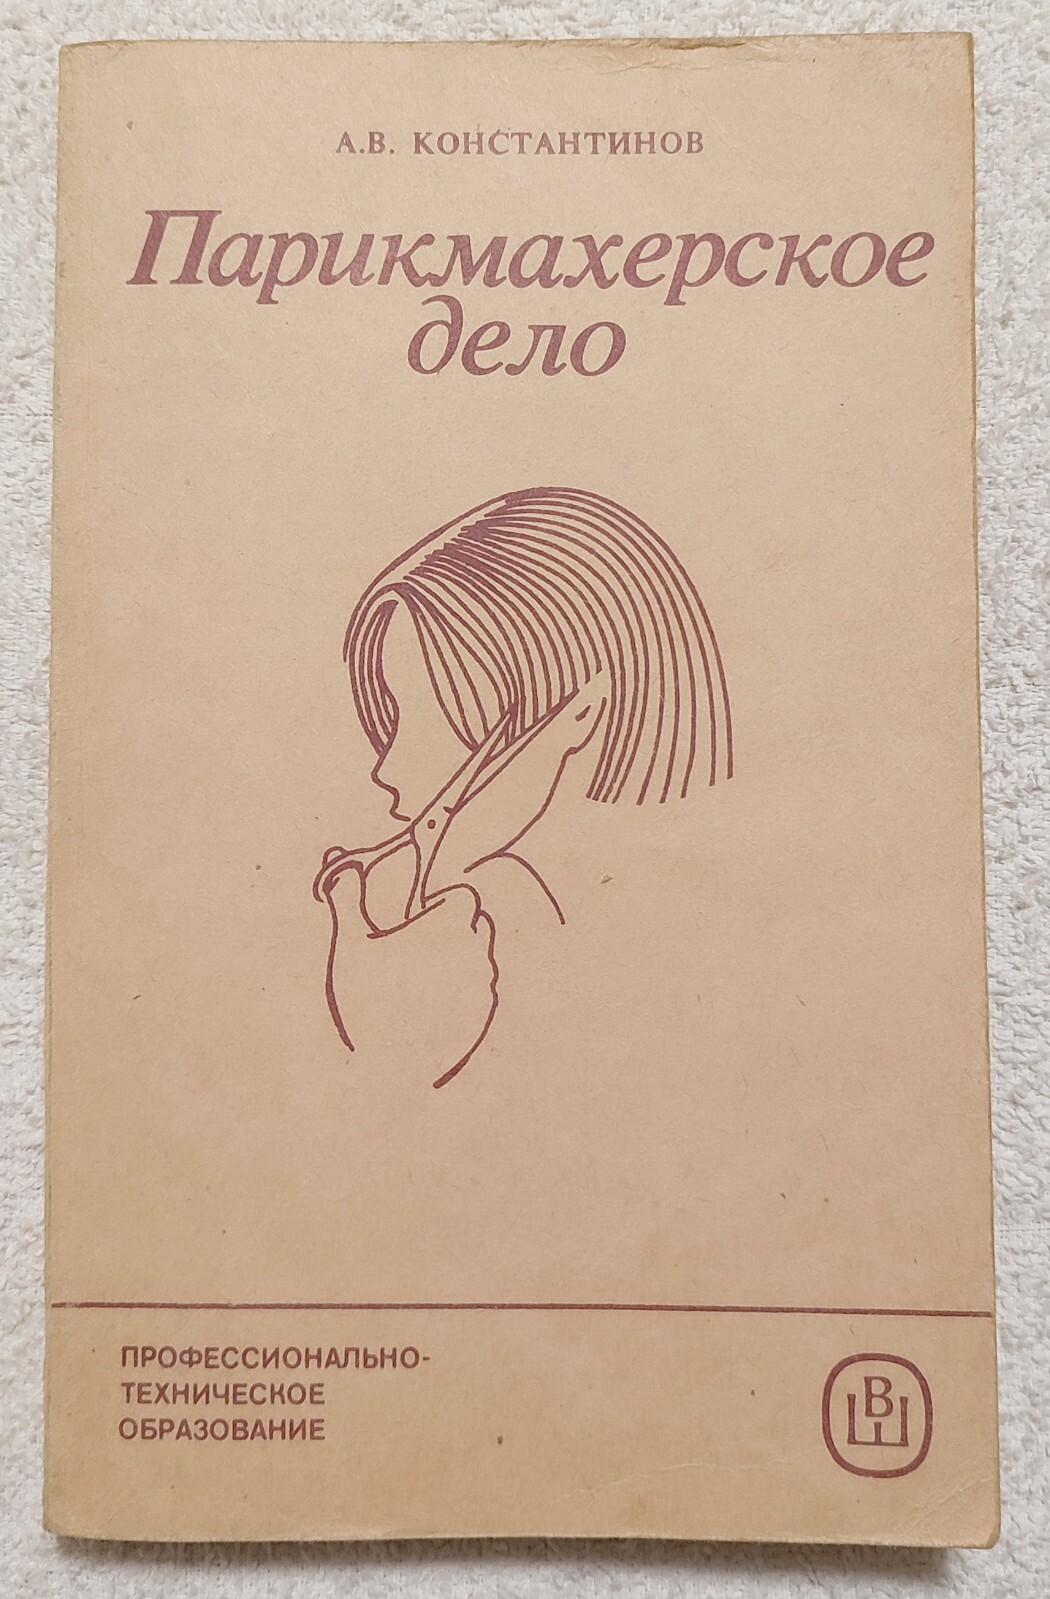 А.В. КОНСТАНТИНОВ
Парикмахерское
дело
ПРОФЕССИОНАЛЬНО-
ТЕХНИЧЕСКОЕ
ОБРАЗОВАНИЕ
ВШ